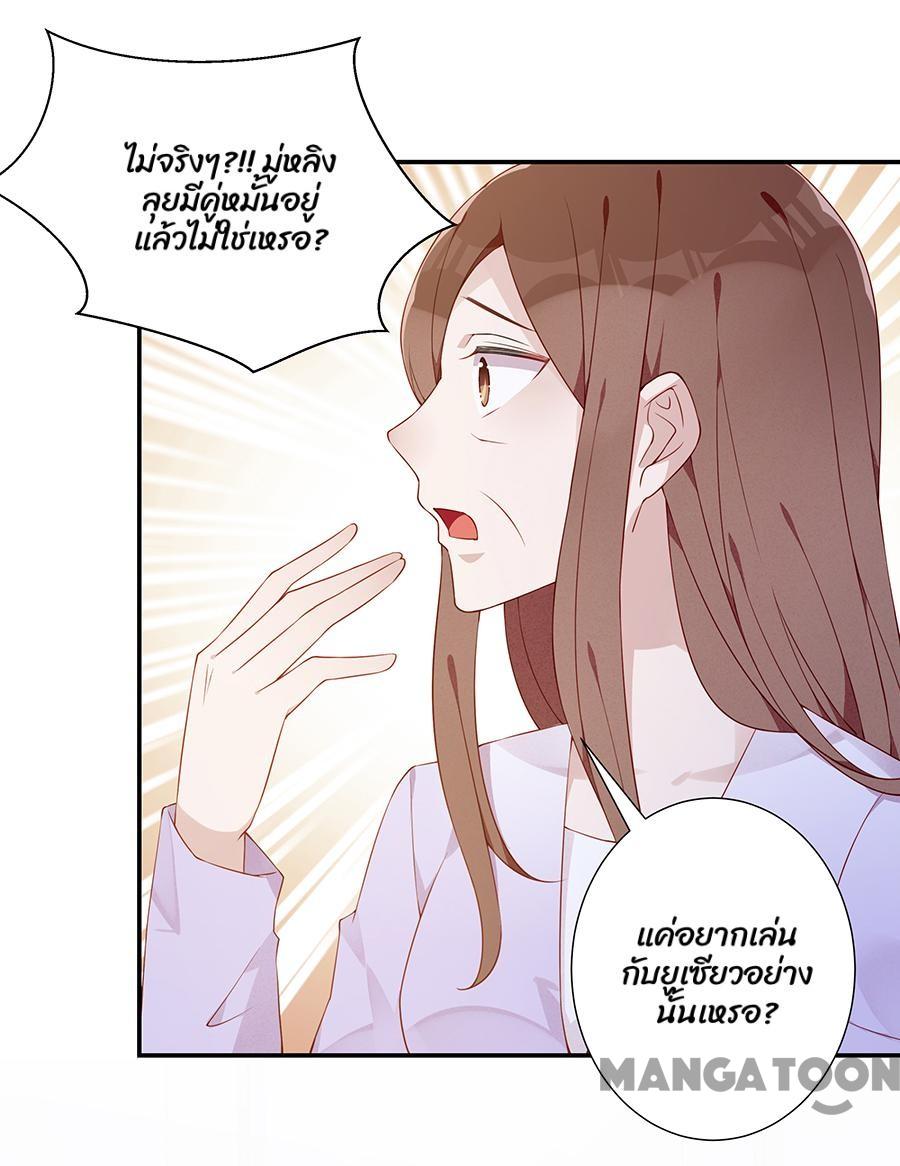 ไม่จริงๆ?!! มู่หลิง
ลุยมีคู่หมั้นอยู่
แล้วไม่ใช่เหรอ?
แค่อยากเล่น
กับยูเซียวอย่าง
นั้นเหรอ?
MANGATOON